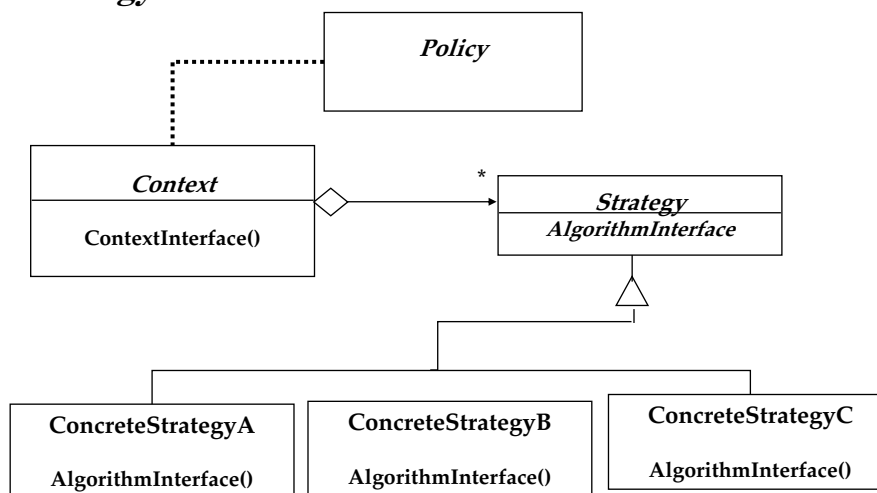 Policy
Context
ContextInterface()
*
Strategy
AlgorithmInterface
ConcreteStrategyA
AlgorithmInterface()
ConcreteStrategyB
AlgorithmInterface()
ConcreteStrategyC
AlgorithmInterface()